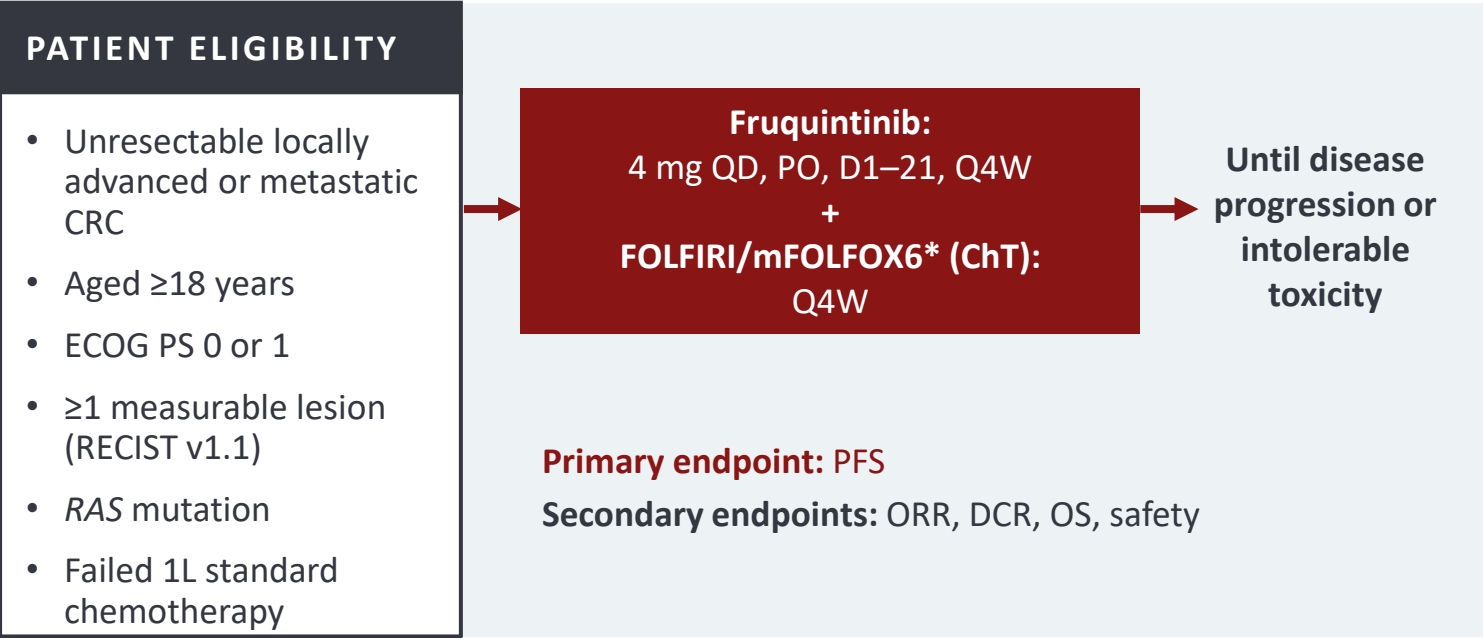 PATIENT ELIGIBILITY
• Unresectable locally
advanced or metastatic
CRC
• Aged ≥18 years
• ECOG PS 0 or 1
• ≥1 measurable lesion
(RECIST v1.1)
• RAS mutation
• Failed 1L standard
chemotherapy
Fruquintinib:
4 mg QD, PO, D1–21, Q4W
+
FOLFIRI/mFOLFOX6* (ChT):
Q4W
Until disease
progression or
intolerable
toxicity
Primary endpoint: PFS
Secondary endpoints: ORR, DCR, OS, safety